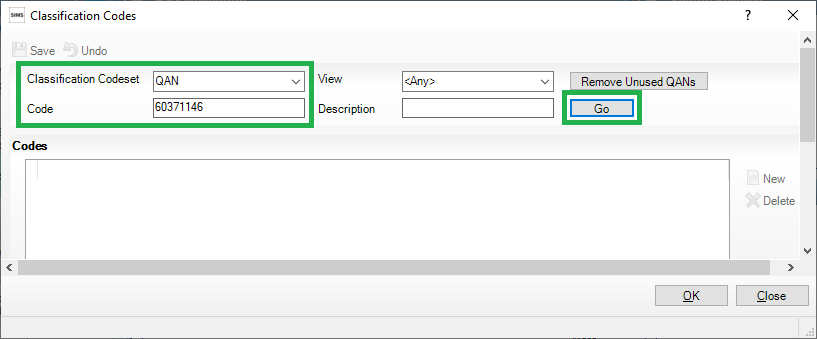 SIMS Classification Codes ?
Save Undo
Classification Codeset QAN View <Any> Remove Unused QANs
Code 60371146 Description Go
Codes
New
Delete
OK Close